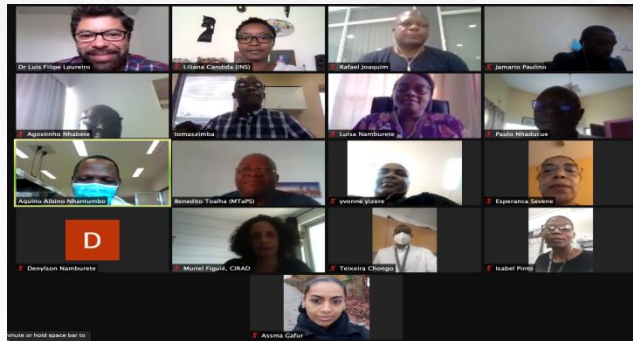 Dr Luis Filipe Loureiro
Liliena Candida (INS)
Rafael Joaquim
Jamario Paulino
Agostinho Nhabete
tomaszimba
Luisa Namburete
Paulo Nhaducue
Aquino Albino Nhantumbo
Benedito Toalha (MTaPS)
yvonne yizere
Esperanca Sevene
D
Denylson Namburete
Muriel Figuié, CIRAD
Teixeira Chongo
Isabel Pinto
Assma Gafur
mute or hold space bar to